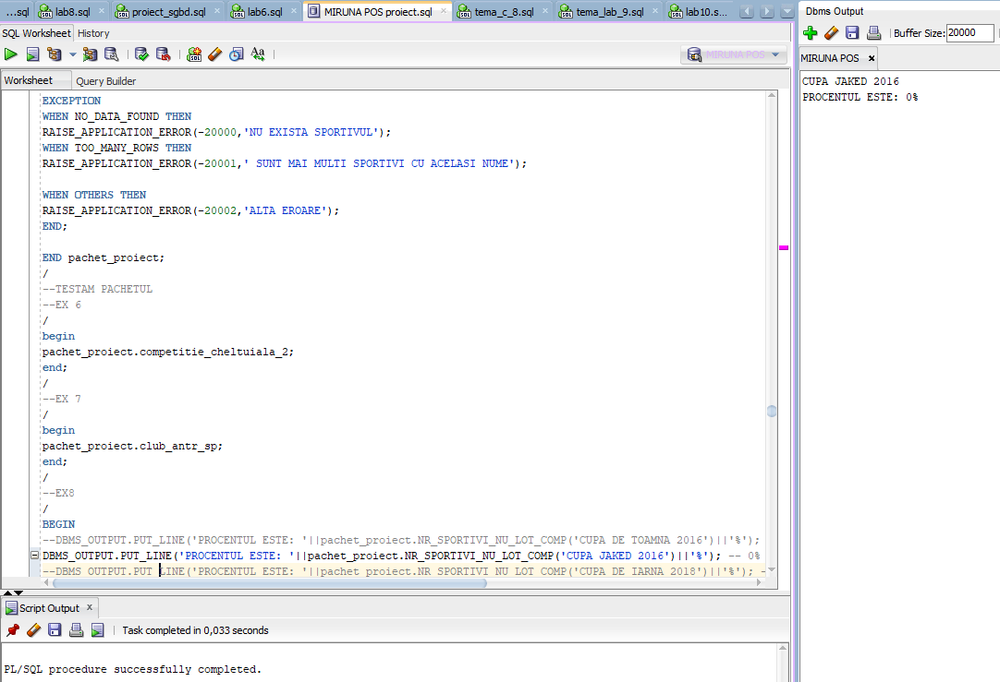 ...sql lab8.sql proiect_sgbd.sql lab6.sql MIRUNA POS proiect.sql tema_c_8.sql tema_lab_9.sql lab10.s...
SQL Worksheet History
MIRUNA POS
Worksheet Query Builder
EXCEPTION
WHEN NO_DATA_FOUND THEN
RAISE_APPLICATION_ERROR(-20000,'NU EXISTA SPORTIVUL');
WHEN TOO_MANY_ROWS THEN
RAISE_APPLICATION_ERROR(-20001,' SUNT MAI MULTI SPORTIVI CU ACELASI NUME');
WHEN OTHERS THEN
RAISE_APPLICATION_ERROR(-20002,'ALTA EROARE');
END;
END pachet_proiect;
/
--TESTAM PACHETUL
--EX 6
/
begin
pachet_proiect.competitie_cheltuiala_2;
end;
/
--EX 7
/
begin
pachet_proiect.club_antr_sp;
end;
/
--EX8
/
BEGIN
--DBMS_OUTPUT.PUT_LINE('PROCENTUL ESTE: '||pachet_proiect.NR_SPORTIVI_NU_LOT_COMP('CUPA DE TOAMNA 2016')||'%');
DBMS_OUTPUT.PUT_LINE('PROCENTUL ESTE: '||pachet_proiect.NR_SPORTIVI_NU_LOT_COMP('CUPA JAKED 2016')||'%'); -- 0%
--DBMS_OUTPUT.PUT_LINE('PROCENTUL ESTE: '||pachet_proiect.NR_SPORTIVI_NU_LOT_COMP('CUPA DE IARNA 2018')||'%'); -
Script Output x
Task completed in 0,033 seconds
PL/SQL procedure successfully completed.
Dbms Output
Buffer Size: 20000
MIRUNA POS x
CUPA JAKED 2016
PROCENTUL ESTE: 0%